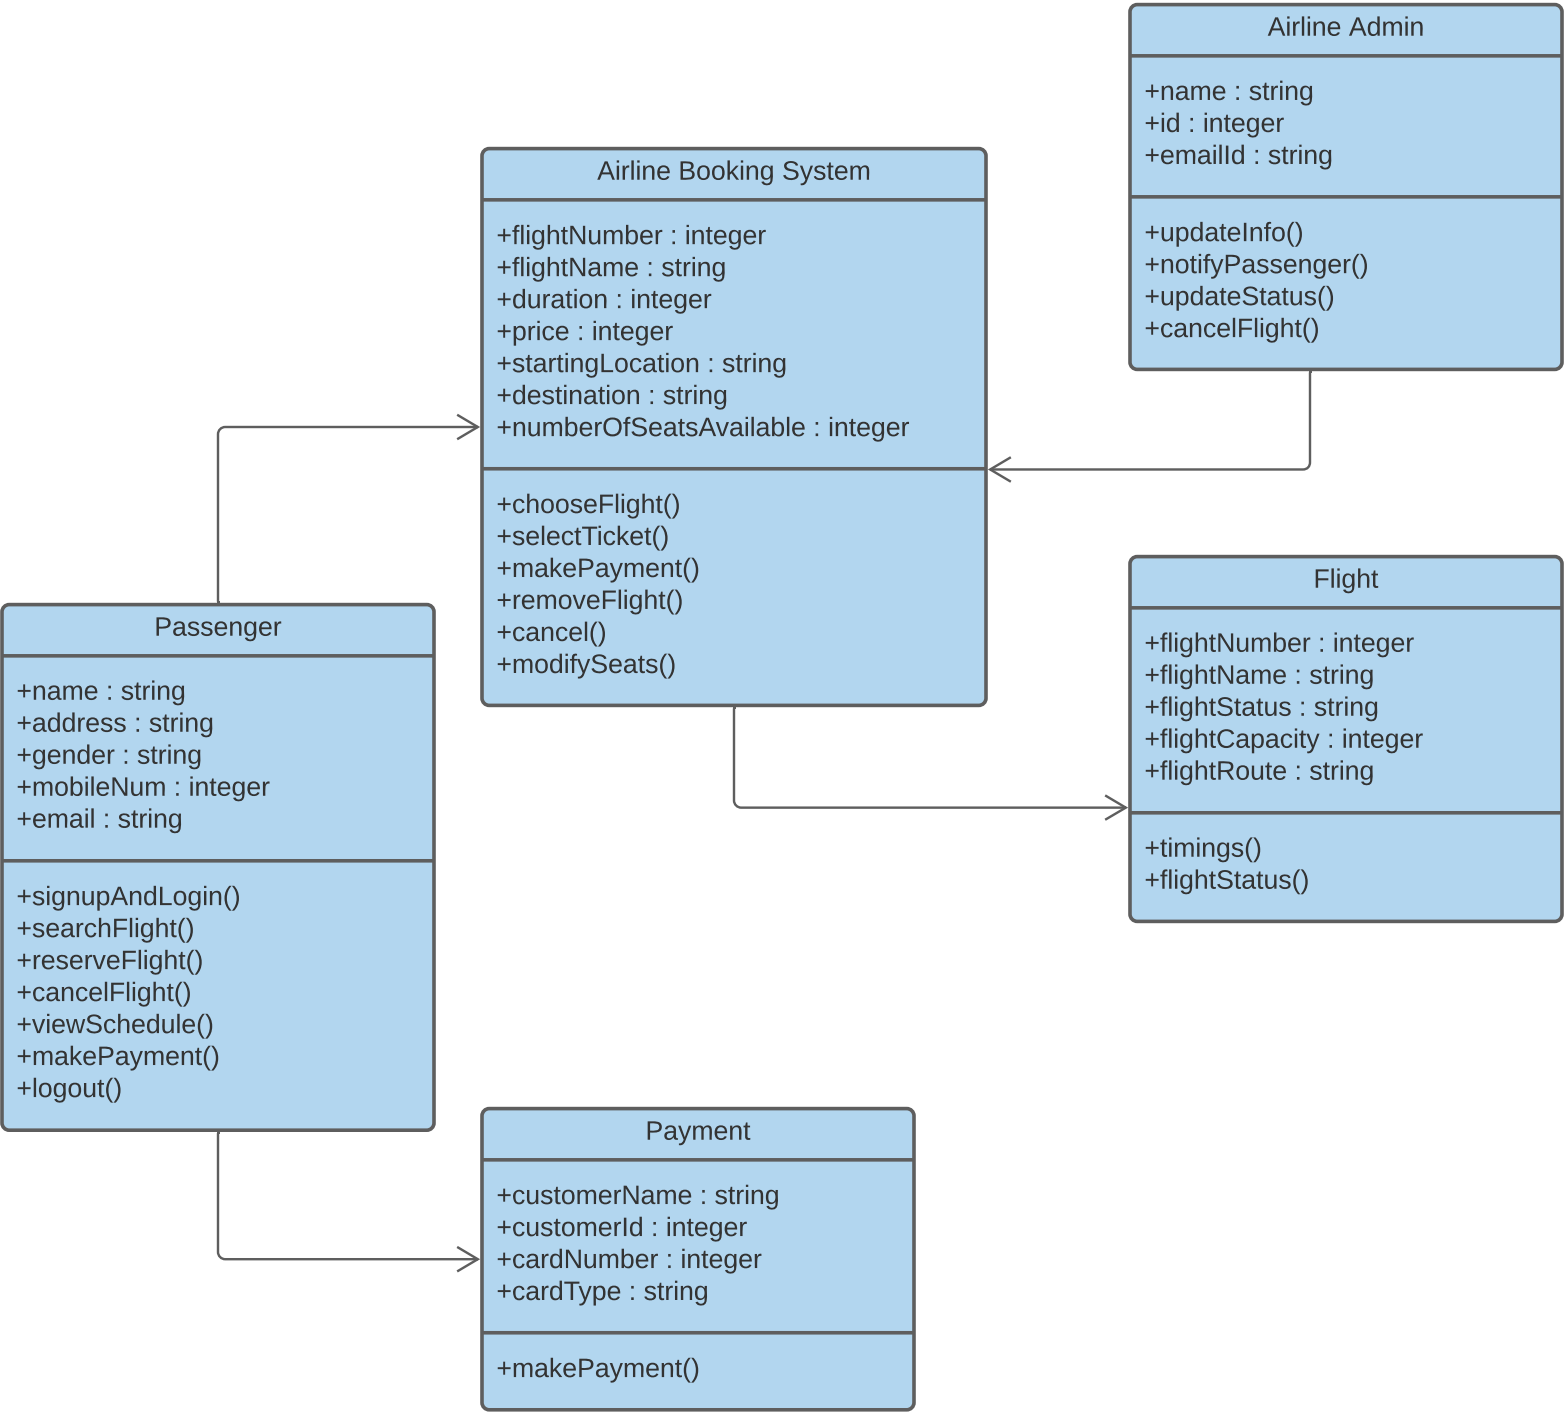 Airline Admin
+name : string
+id : integer
+emailId : string
+updateInfo()
+notifyPassenger()
+updateStatus()
+cancelFlight()
Airline Booking System
+flightNumber : integer
+flightName : string
+duration : integer
+price : integer
+startingLocation : string
+destination : string
+numberOfSeatsAvailable : integer
+chooseFlight()
+selectTicket()
+makePayment()
+removeFlight()
+cancel()
+modifySeats()
Flight
+flightNumber : integer
+flightName : string
+flightStatus : string
+flightCapacity : integer
+flightRoute : string
+timings()
+flightStatus()
Passenger
+name : string
+address : string
+gender : string
+mobileNum : integer
+email : string
+signupAndLogin()
+searchFlight()
+reserveFlight()
+cancelFlight()
+viewSchedule()
+makePayment()
+logout()
Payment
+customerName : string
+customerId : integer
+cardNumber : integer
+cardType : string
+makePayment()